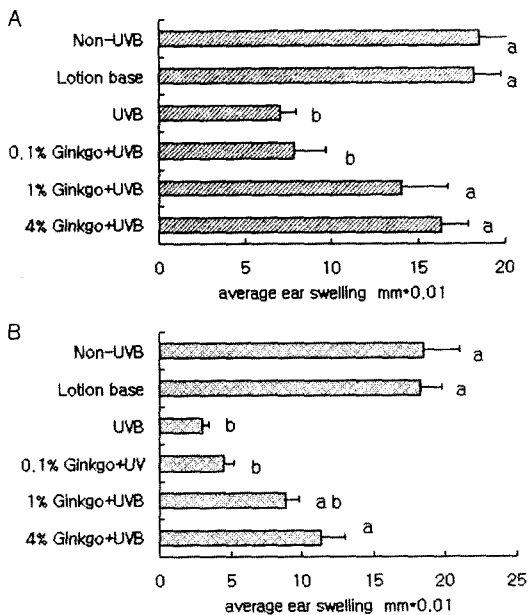 A
Non-UVB a
Lotion base a
UVB b
0.1% Ginkgo+UVB b
1% Ginkgo+UVB a
4% Ginkgo+UVB a
0 5 10 15 20
average ear swelling mm*0.01
B
Non-UVB a
Lotion base a
UVB b
0.1% Ginkgo+UV b
1% Ginkgo+UVB a b
4% Ginkgo+UVB a
0 5 10 15 20 25
average ear swelling mm*0.01